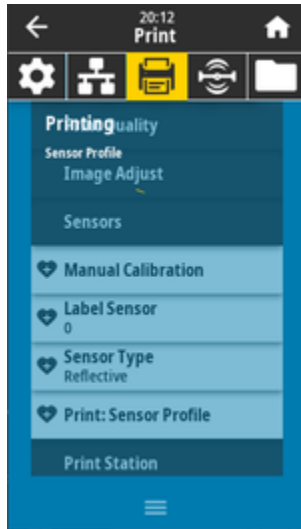 20:12
Print
Printing
uality
Sensor Profile
Image Adjust
Sensors
Manual Calibration
Label Sensor
0
Sensor Type
Reflective
Print: Sensor Profile
Print Station